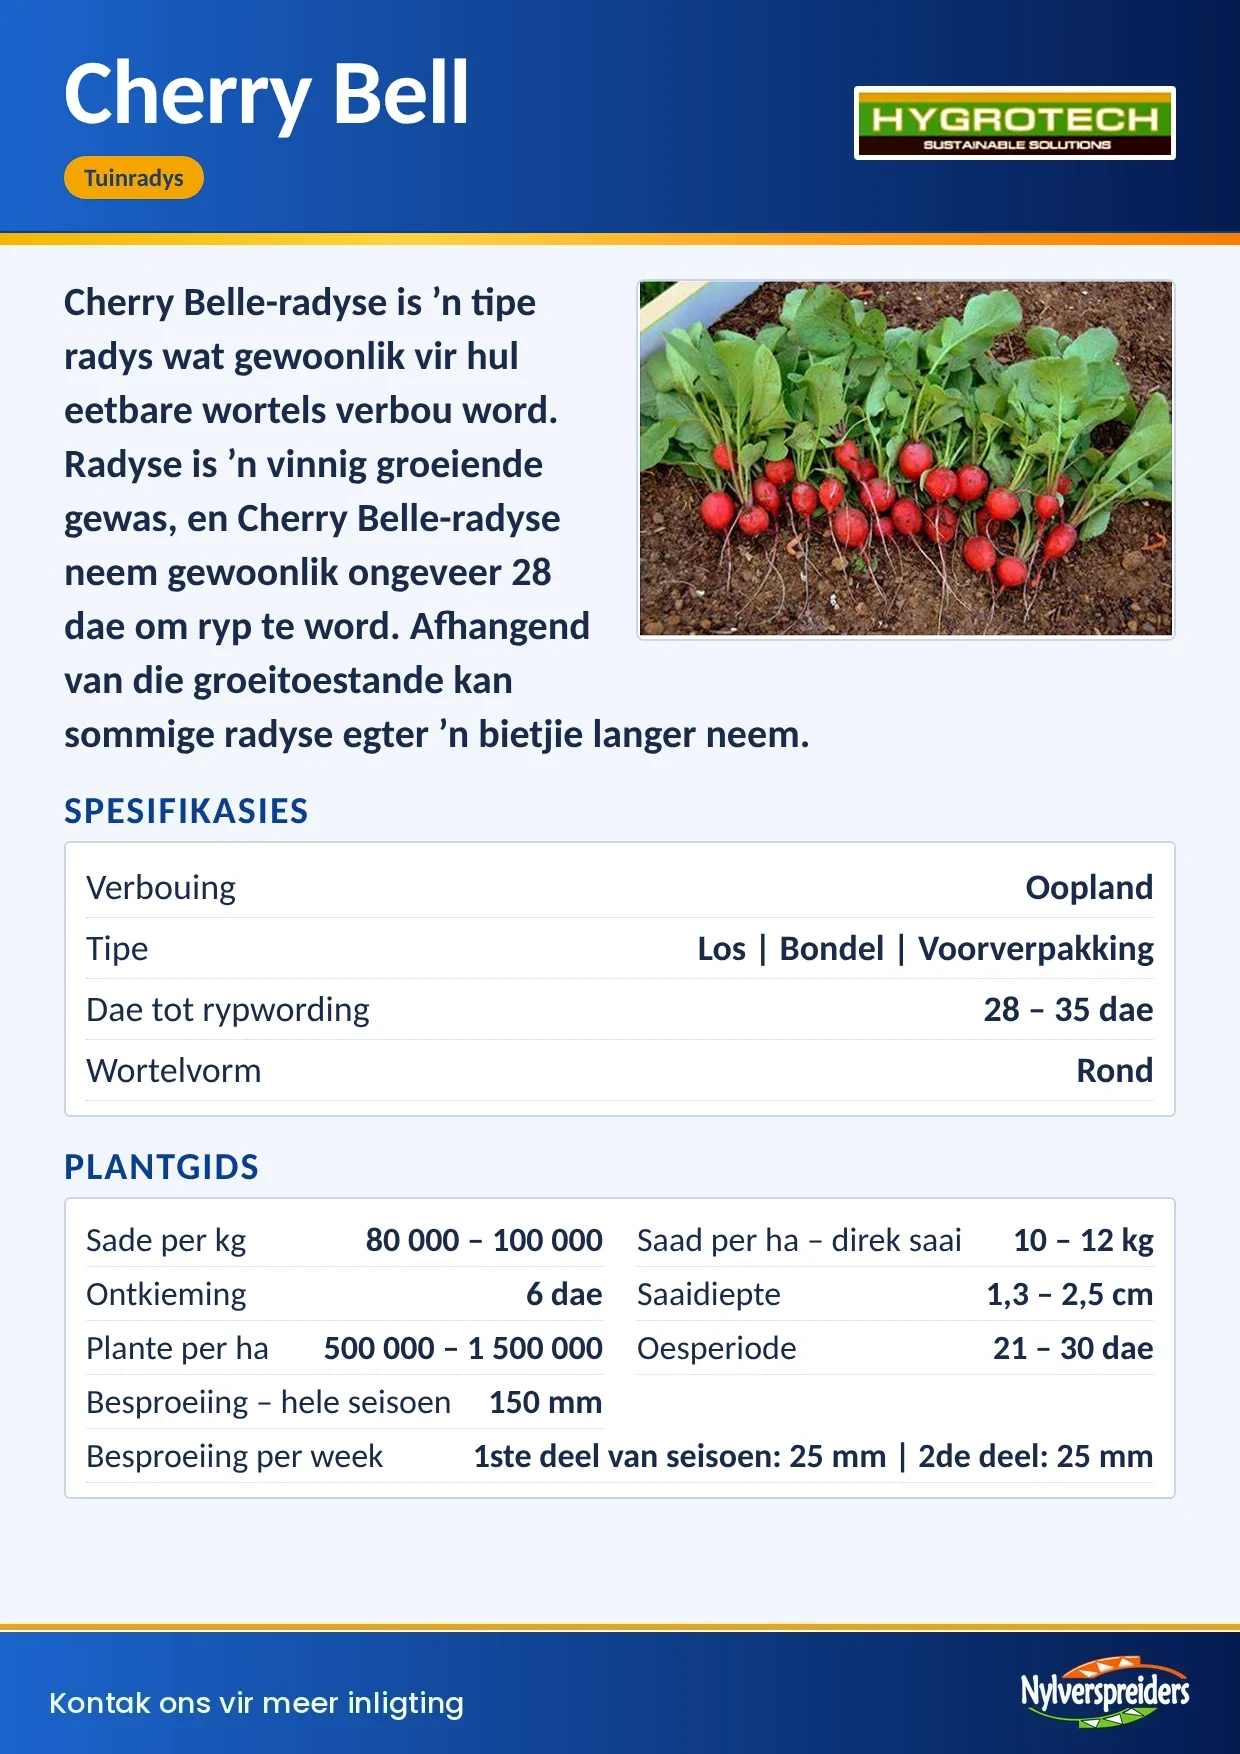 Cherry Bell
HYGROTECH
SUSTAINABLE SOLUTIONS
Tuinradys
Cherry Belle-radyse is ’n tipe
radys wat gewoonlik vir hul
eetbare wortels verbou word.
Radyse is ’n vinnig groeiende
gewas, en Cherry Belle-radyse
neem gewoonlik ongeveer 28
dae om ryp te word. Afhangend
van die groeitoestande kan
sommige radyse egter ’n bietjie langer neem.
SPESIFIKASIES
Verbouing Oopland
Tipe Los | Bondel | Voorverpakking
Dae tot rypwording 28 – 35 dae
Wortelvorm Rond
PLANTGIDS
Sade per kg 80 000 – 100 000 Saad per ha – direk saai 10 – 12 kg
Ontkieming 6 dae Saaidiepte 1,3 – 2,5 cm
Plante per ha 500 000 – 1 500 000 Oesperiode 21 – 30 dae
Besproeiing – hele seisoen 150 mm
Besproeiing per week 1ste deel van seisoen: 25 mm | 2de deel: 25 mm
Kontak ons vir meer inligting
Nylverspreiders